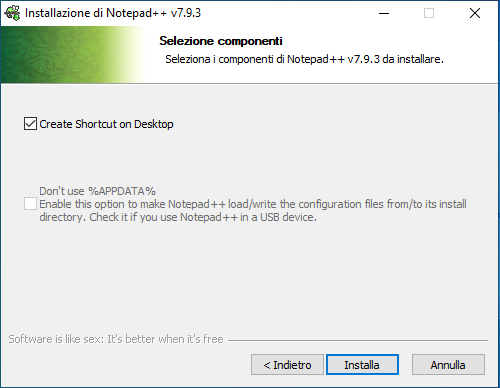 Installazione di Notepad++ v7.9.3
Selezione componenti
Seleziona i componenti di Notepad++ v7.9.3 da installare.
Create Shortcut on Desktop
Don't use %APPDATA%
Enable this option to make Notepad++ load/write the configuration files from/to its install
directory. Check it if you use Notepad++ in a USB device.
Software is like sex: It's better when it's free
< Indietro
Installa
Annulla